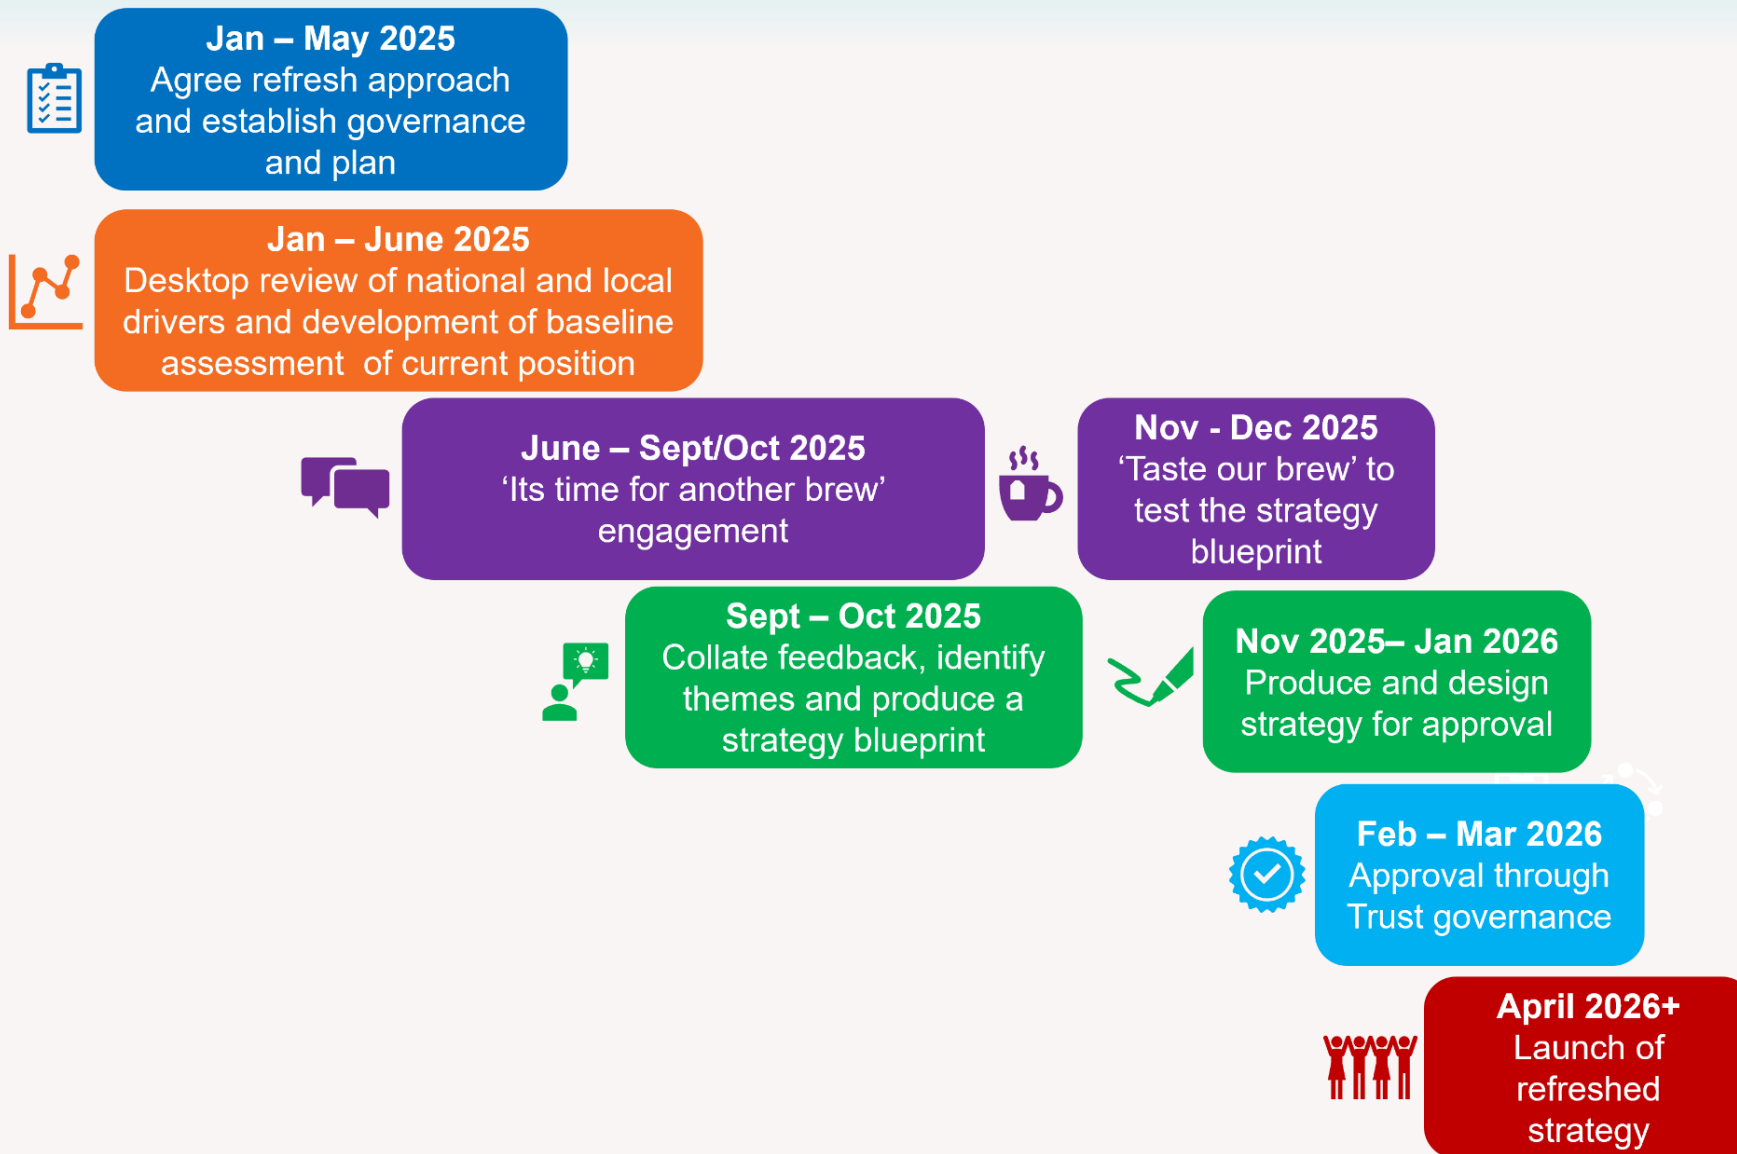 Jan – May 2025
Agree refresh approach
and establish governance
and plan
Jan – June 2025
Desktop review of national and local
drivers and development of baseline
assessment  of current position
June – Sept/Oct 2025
‘Its time for another brew’
engagement
Nov - Dec 2025
‘Taste our brew’ to
test the strategy
blueprint
Sept – Oct 2025
Collate feedback, identify
themes and produce a
strategy blueprint
Nov 2025– Jan 2026
Produce and design
strategy for approval
Feb – Mar 2026
Approval through
Trust governance
April 2026+
Launch of
refreshed
strategy